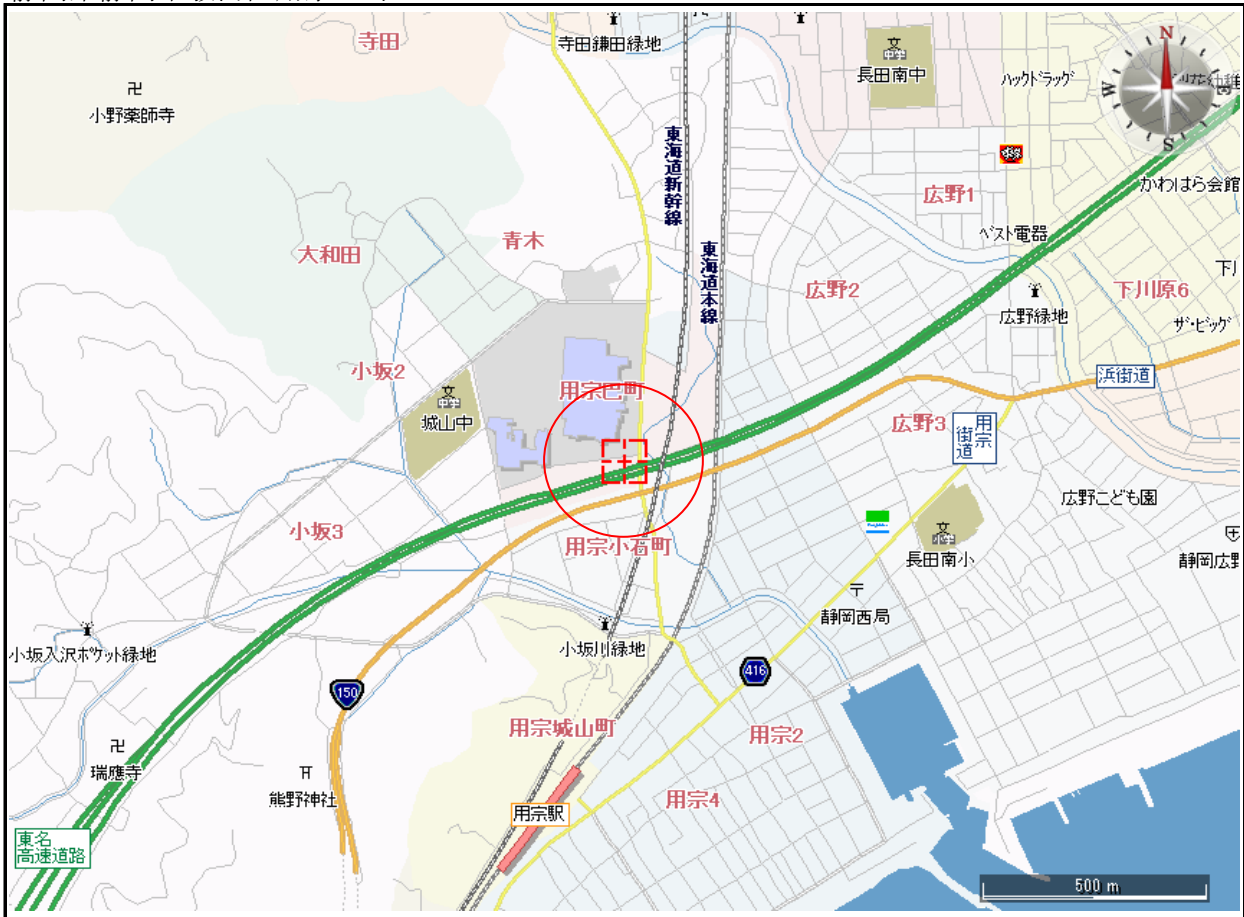 寺田
寺田鎌田緑地
長田南中
ハックドラッグ
N
W
E
S
小野薬師寺
東海道新幹線
かわはら会館
広野1
ベスト電器
青木
大和田
東海道本線
広野2
下川原6
広野緑地
ザ・ビッグ
小坂2
用宗巴町
浜街道
城山中
広野3
用宗
街道
広野こども園
小坂3
用宗小石町
長田南小
静岡広野
静岡西局
小坂川緑地
小坂入沢ポケット緑地
416
150
用宗城山町
用宗2
瑞應寺
熊野神社
用宗4
用宗駅
東名
高速道路
500 m